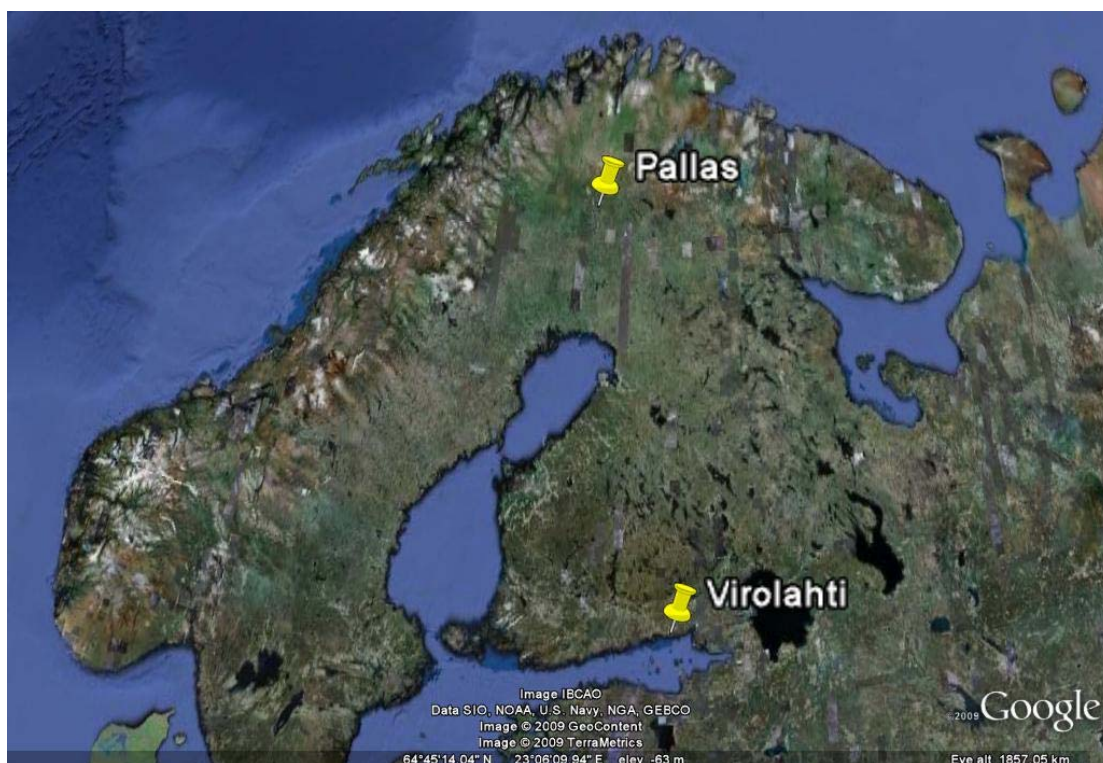 Pallas
Virolahti
Image IBCAO
Data SIO, NOAA, U.S. Navy, NGA, GEBCO
Image © 2009 GeoContent
Image © 2009 TerraMetrics
© 2009 Google
64°45'14.04" N 23°06'09.94" E elev -63 m
Eye alt 1857.05 km